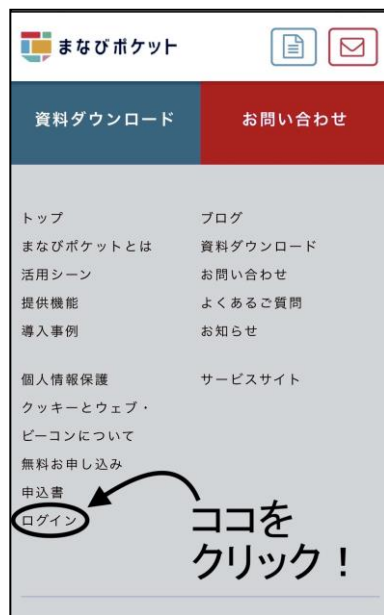 まなびポケット
資料ダウンロード
お問い合わせ
トップ
まなびポケットとは
活用シーン
提供機能
導入事例
ブログ
資料ダウンロード
お問い合わせ
よくあるご質問
お知らせ
個人情報保護
クッキーとウェブ・
ビーコンについて
無料お申し込み
申込書
ログイン
サービスサイト
ココを
クリック！